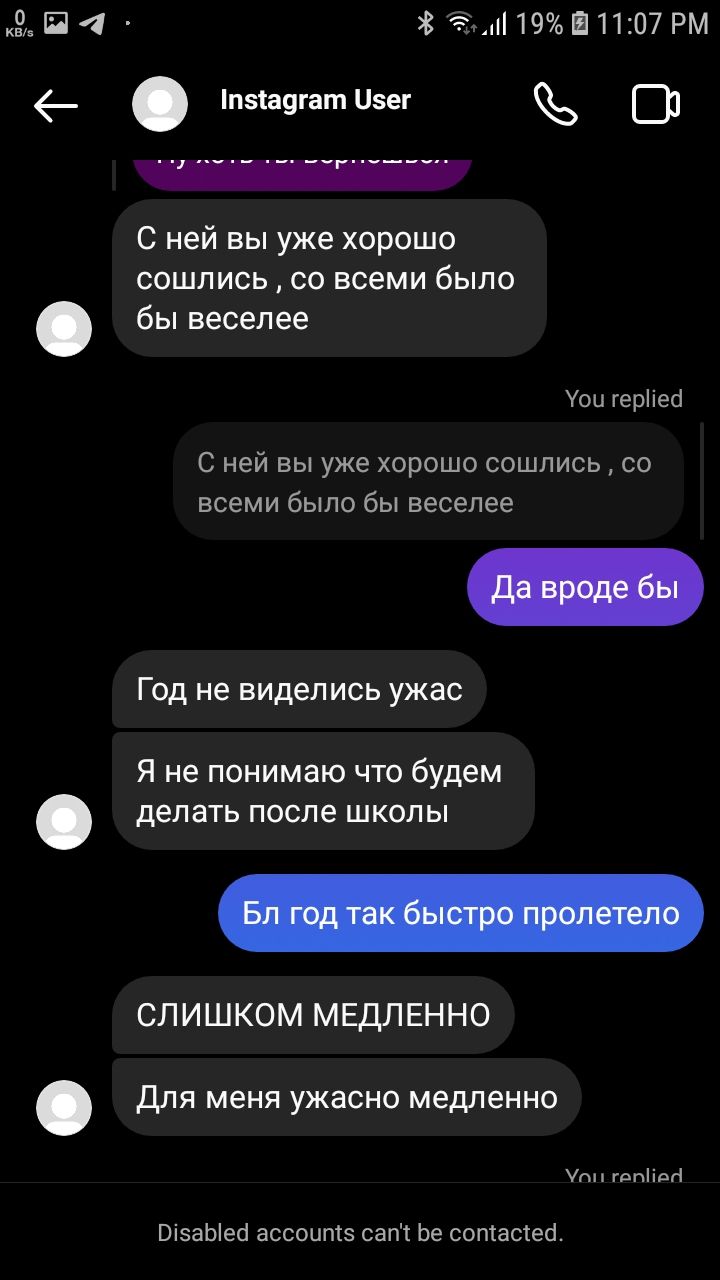 0
KB/s
19%
11:07 PM
Instagram User
С ней вы уже хорошо
сошлись , со всеми было
бы веселее
You replied
С ней вы уже хорошо сошлись , со
всеми было бы веселее
Да вроде бы
Год не виделись ужас
Я не понимаю что будем
делать после школы
Бл год так быстро пролетело
СЛИШКОМ МЕДЛЕННО
Для меня ужасно медленно
You replied
Disabled accounts can't be contacted.